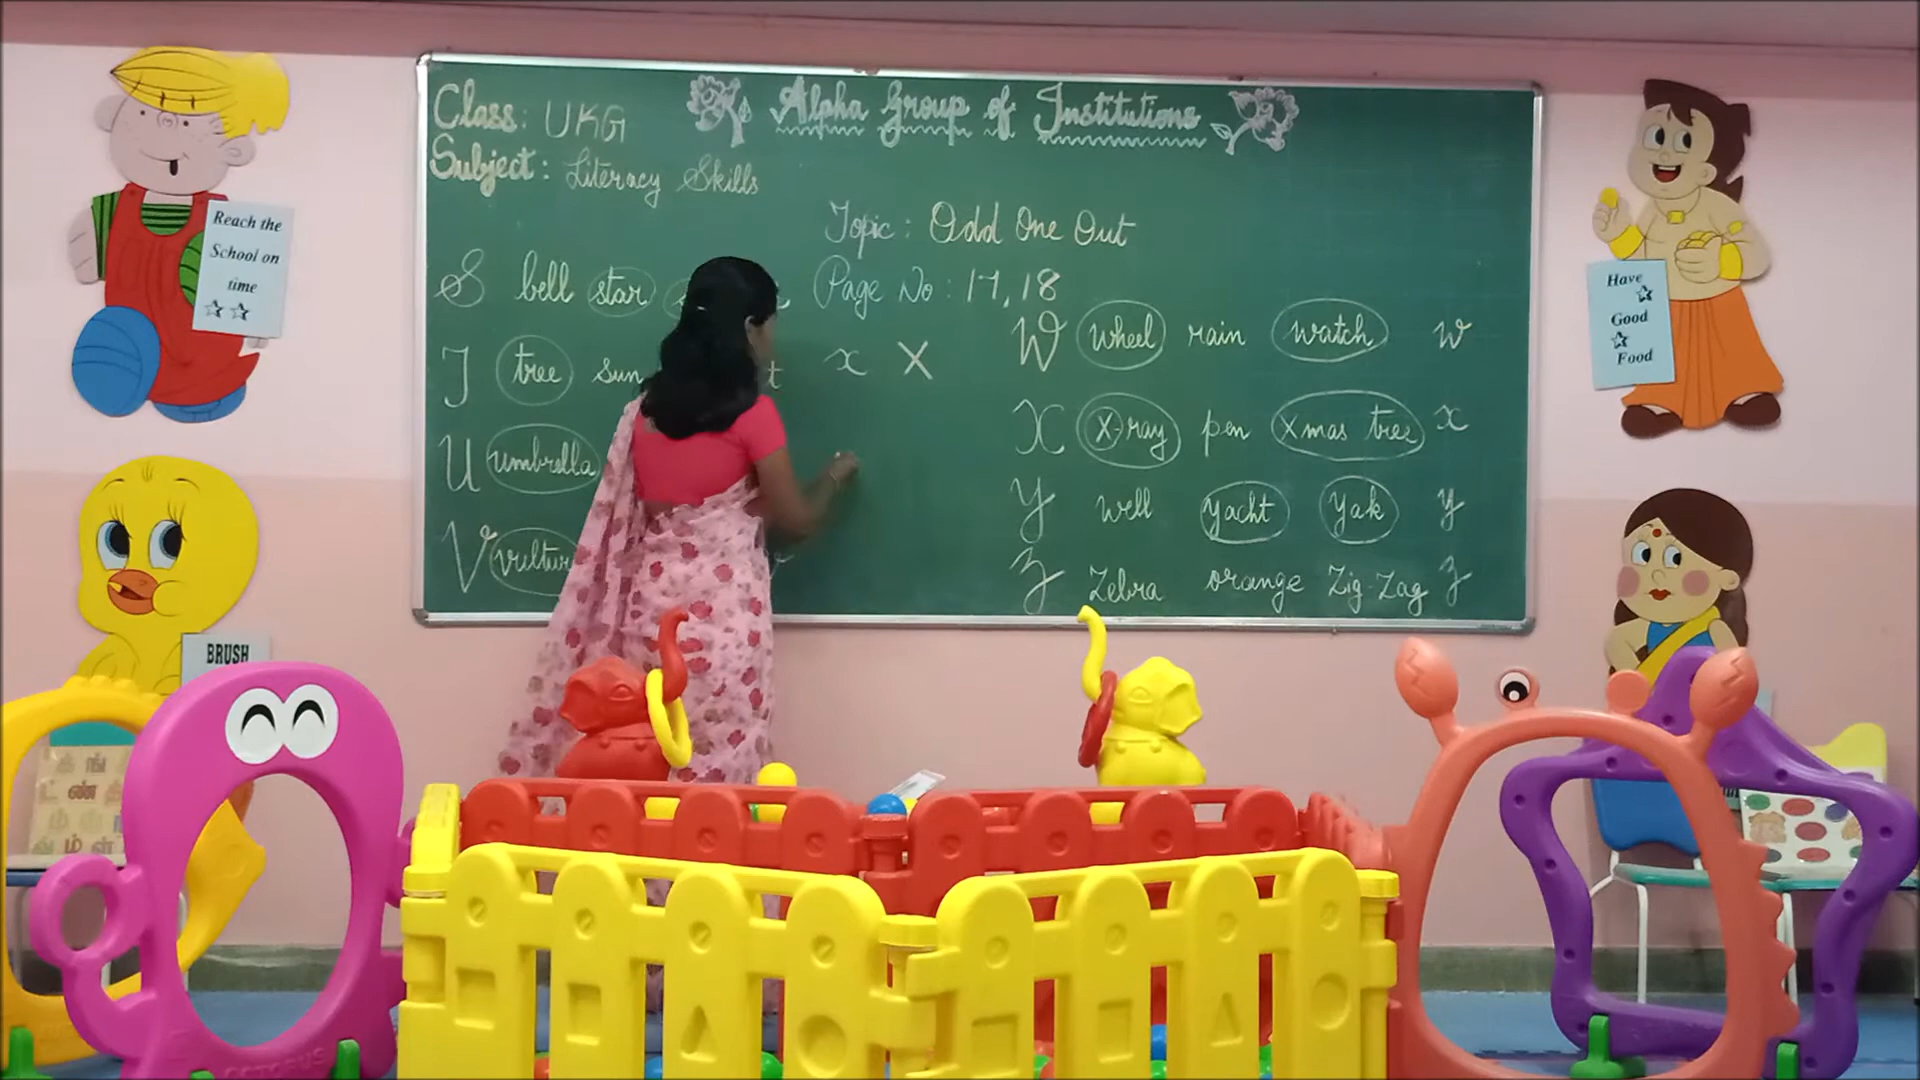 Class: UKG
Alpha Group of Institutions
Subject: Literacy Skills
Topic: Odd One Out
Page No: 17, 18
S bell star
T tree sun t
x X
U umbrella
V
W wheel rain watch w
X X-ray pen Xmas tree x
Y well yacht Yak y
Z Zebra orange Zig-Zag z
Reach the
School on
time
Have
Good
Food
BRUSH
OCTOPUS